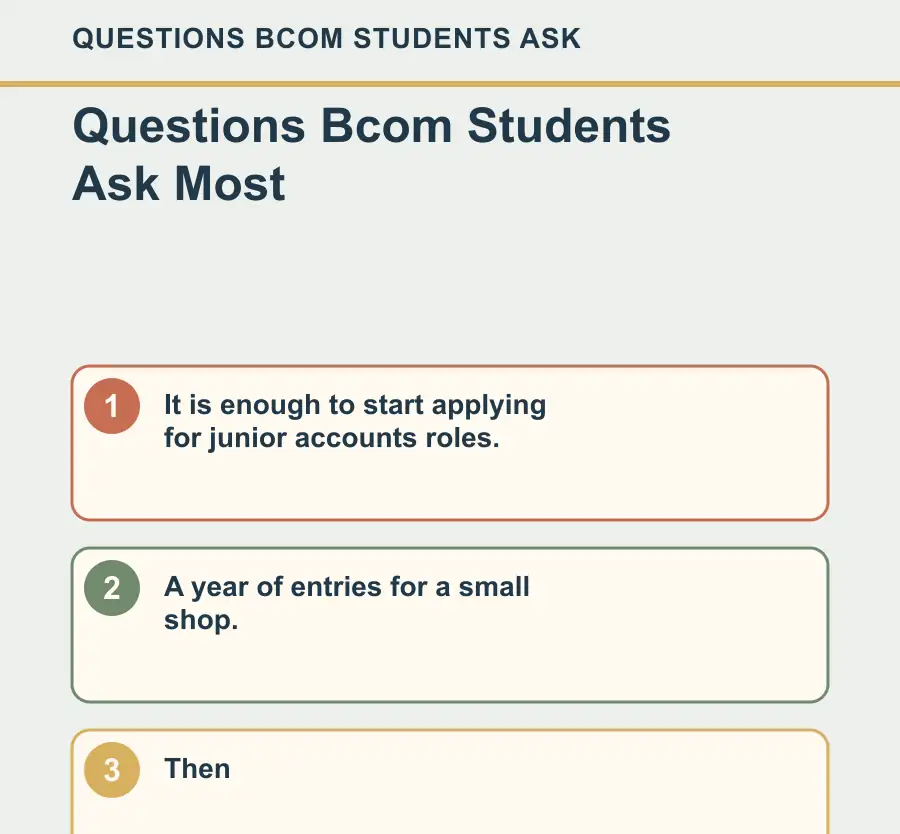 QUESTIONS BCOM STUDENTS ASK
Questions Bcom Students
Ask Most
1
It is enough to start applying
for junior accounts roles.
2
A year of entries for a small
shop.
3
Then